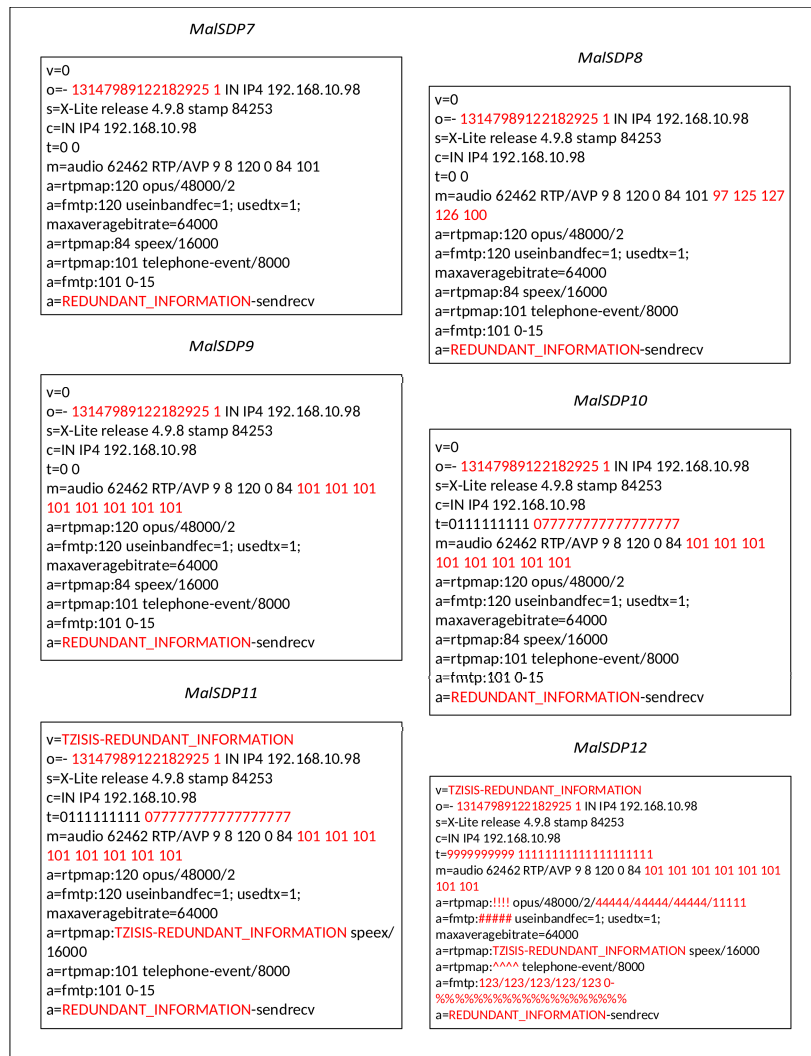 MalSDP7
v=0
o=- 13147989122182925 1 IN IP4 192.168.10.98
s=X-Lite release 4.9.8 stamp 84253
c=IN IP4 192.168.10.98
t=0 0
m=audio 62462 RTP/AVP 9 8 120 0 84 101
a=rtpmap:120 opus/48000/2
a=fmtp:120 useinbandfec=1; usedtx=1;
maxaveragebitrate=64000
a=rtpmap:84 speex/16000
a=rtpmap:101 telephone-event/8000
a=fmtp:101 0-15
a=REDUNDANT_INFORMATION-sendrecv
MalSDP8
v=0
o=- 13147989122182925 1 IN IP4 192.168.10.98
s=X-Lite release 4.9.8 stamp 84253
c=IN IP4 192.168.10.98
t=0 0
m=audio 62462 RTP/AVP 9 8 120 0 84 101 97 125 127
126 100
a=rtpmap:120 opus/48000/2
a=fmtp:120 useinbandfec=1; usedtx=1;
maxaveragebitrate=64000
a=rtpmap:84 speex/16000
a=rtpmap:101 telephone-event/8000
a=fmtp:101 0-15
a=REDUNDANT_INFORMATION-sendrecv
MalSDP9
v=0
o=- 13147989122182925 1 IN IP4 192.168.10.98
s=X-Lite release 4.9.8 stamp 84253
c=IN IP4 192.168.10.98
t=0 0
m=audio 62462 RTP/AVP 9 8 120 0 84 101 101 101
101 101 101 101 101
a=rtpmap:120 opus/48000/2
a=fmtp:120 useinbandfec=1; usedtx=1;
maxaveragebitrate=64000
a=rtpmap:84 speex/16000
a=rtpmap:101 telephone-event/8000
a=fmtp:101 0-15
a=REDUNDANT_INFORMATION-sendrecv
MalSDP10
v=0
o=- 13147989122182925 1 IN IP4 192.168.10.98
s=X-Lite release 4.9.8 stamp 84253
c=IN IP4 192.168.10.98
t=0111111111 077777777777777777
m=audio 62462 RTP/AVP 9 8 120 0 84 101 101 101
101 101 101 101 101
a=rtpmap:120 opus/48000/2
a=fmtp:120 useinbandfec=1; usedtx=1;
maxaveragebitrate=64000
a=rtpmap:84 speex/16000
a=rtpmap:101 telephone-event/8000
a=fmtp:101 0-15
a=REDUNDANT_INFORMATION-sendrecv
MalSDP11
v=TZISIS-REDUNDANT_INFORMATION
o=- 13147989122182925 1 IN IP4 192.168.10.98
s=X-Lite release 4.9.8 stamp 84253
c=IN IP4 192.168.10.98
t=0111111111 077777777777777777
m=audio 62462 RTP/AVP 9 8 120 0 84 101 101 101
101 101 101 101 101
a=rtpmap:120 opus/48000/2
a=fmtp:120 useinbandfec=1; usedtx=1;
maxaveragebitrate=64000
a=rtpmap:TZISIS-REDUNDANT_INFORMATION speex/
16000
a=rtpmap:101 telephone-event/8000
a=fmtp:101 0-15
a=REDUNDANT_INFORMATION-sendrecv
MalSDP12
v=TZISIS-REDUNDANT_INFORMATION
o=- 13147989122182925 1 IN IP4 192.168.10.98
s=X-Lite release 4.9.8 stamp 84253
c=IN IP4 192.168.10.98
t=9999999999 11111111111111111111
m=audio 62462 RTP/AVP 9 8 120 0 84 101 101 101 101 101 101
101 101
a=rtpmap:!!!! opus/48000/2/44444/44444/44444/11111
a=fmtp:##### useinbandfec=1; usedtx=1;
maxaveragebitrate=64000
a=rtpmap:TZISIS-REDUNDANT_INFORMATION speex/16000
a=rtpmap:^^^^ telephone-event/8000
a=fmtp:123/123/123/123/123 0-
%%%%%%%%%%%%%%%%%%%%
a=REDUNDANT_INFORMATION-sendrecv